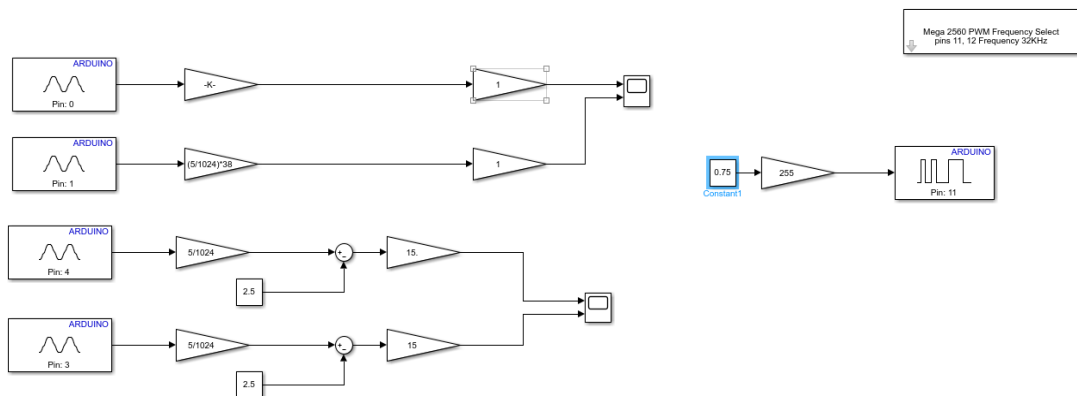 Mega 2560 PWM Frequency Select
pins 11, 12 Frequency 32KHz
ARDUINO
Pin: 0
-K-
1
ARDUINO
Pin: 1
(5/1024)*38
1
0.75
Constant1
255
ARDUINO
Pin: 11
ARDUINO
Pin: 4
5/1024
+
-
15.
2.5
ARDUINO
Pin: 3
5/1024
+
-
15
2.5